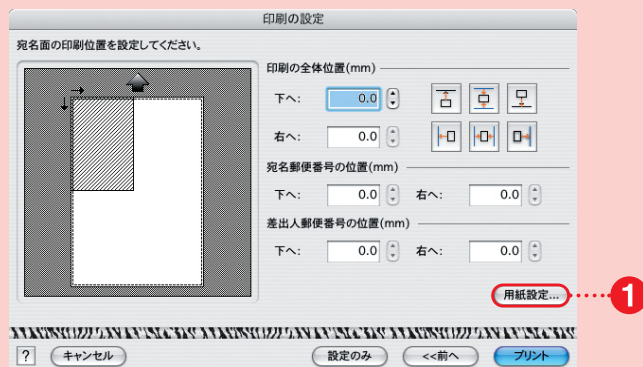 印刷の設定
宛名面の印刷位置を設定してください。
印刷の全体位置(mm)
下へ: 0.0
右へ: 0.0
宛名郵便番号の位置(mm)
下へ: 0.0 右へ: 0.0
差出人郵便番号の位置(mm)
下へ: 0.0 右へ: 0.0
用紙設定... 1
? キャンセル 設定のみ <<前へ プリント